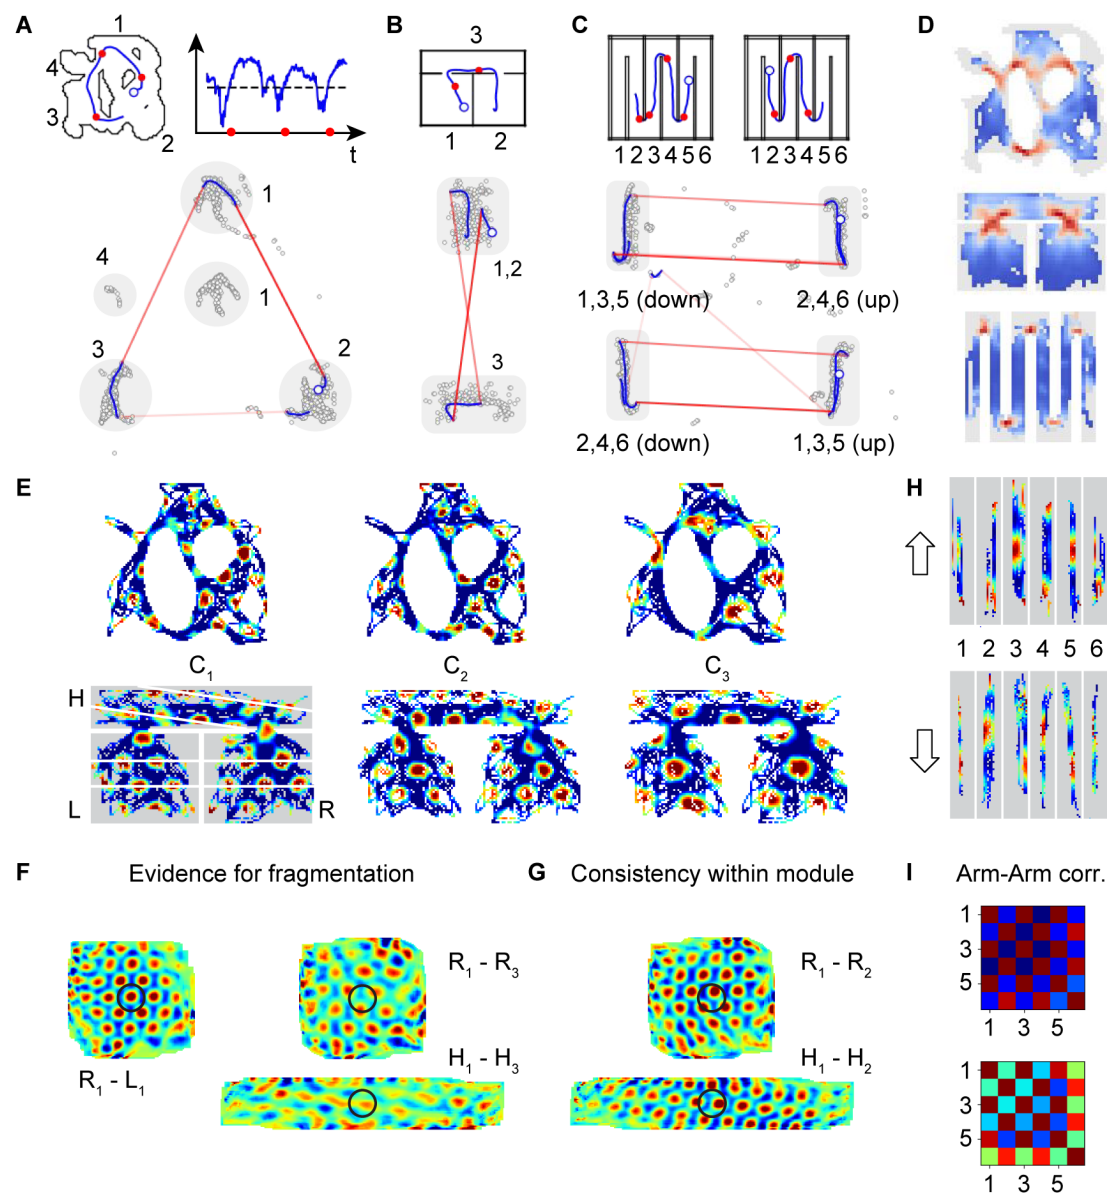 A
1
4
3
2
t
1
4
1
3
2
B
3
1 2
1,2
3
C
1 2 3 4 5 6
1 2 3 4 5 6
1,3,5 (down)
2,4,6 (up)
2,4,6 (down)
1,3,5 (up)
D
E
C1
C2
C3
H
L
R
H
1 2 3 4 5 6
F
Evidence for fragmentation
R1 - L1
R1 - R3
H1 - H3
G
Consistency within module
R1 - R2
H1 - H2
I
Arm-Arm corr.
1
3
5
1 3 5
1
3
5
1 3 5